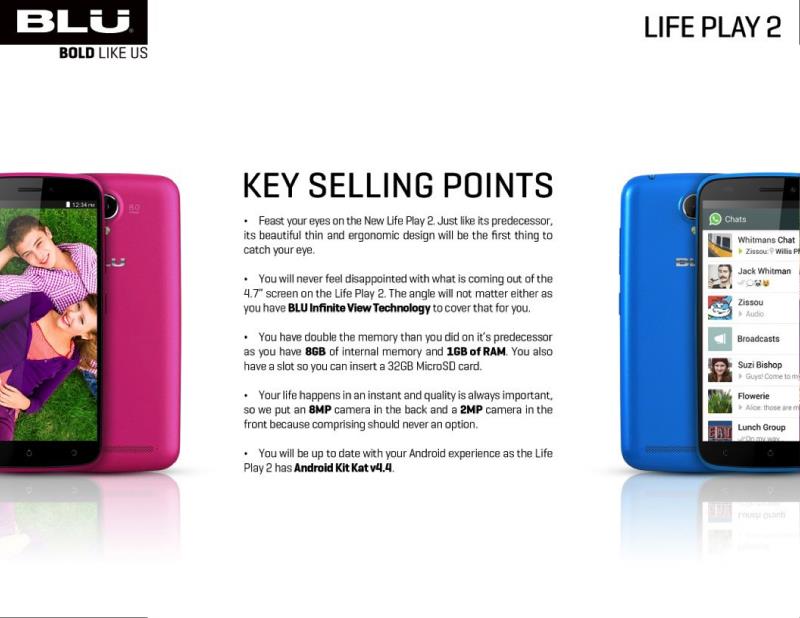 BLU
BOLD LIKE US
LIFE PLAY 2
12:34 PM
8.0
BLU
KEY SELLING POINTS
• Feast your eyes on the New Life Play 2. Just like its predecessor,
its beautiful thin and ergonomic design will be the first thing to
catch your eye.
• You will never feel disappointed with what is coming out of the
4.7” screen on the Life Play 2. The angle will not matter either as
you have BLU Infinite View Technology to cover that for you.
• You have double the memory than you did on it’s predecessor
as you have 8GB of internal memory and 1GB of RAM. You also
have a slot so you can insert a 32GB MicroSD card.
• Your life happens in an instant and quality is always important,
so we put an 8MP camera in the back and a 2MP camera in the
front because comprising should never an option.
• You will be up to date with your Android experience as the Life
Play 2 has Android Kit Kat v4.4.
BL
Chats
Whitmans Chat
Zissou: Willis
Jack Whitman
Zissou
Audio
Broadcasts
Suzi Bishop
Guys! Come to my
Flowerie
Alice: those are
Lunch Group
On my way...